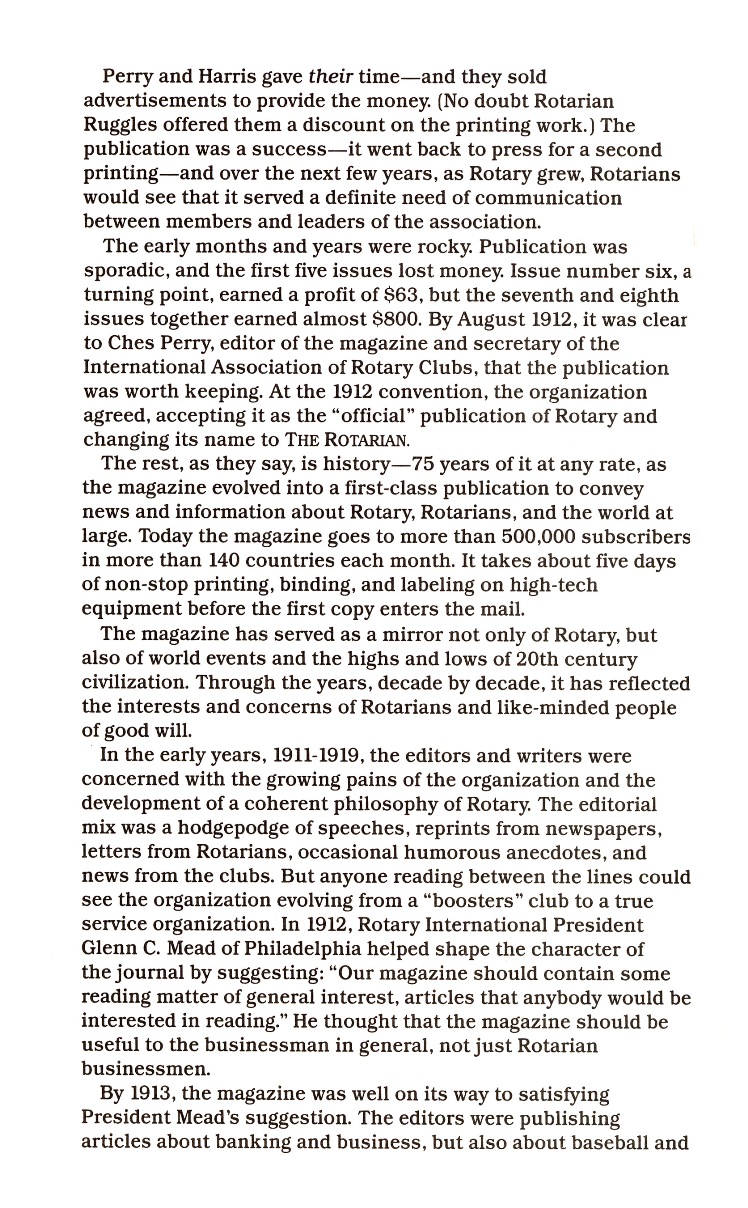 Perry and Harris gave their time—and they sold
advertisements to provide the money. (No doubt Rotarian
Ruggles offered them a discount on the printing work.) The
publication was a success—it went back to press for a second
printing—and over the next few years, as Rotary grew, Rotarians
would see that it served a definite need of communication
between members and leaders of the association.
The early months and years were rocky. Publication was
sporadic, and the first five issues lost money. Issue number six, a
turning point, earned a profit of $63, but the seventh and eighth
issues together earned almost $800. By August 1912, it was clear
to Ches Perry, editor of the magazine and secretary of the
International Association of Rotary Clubs, that the publication
was worth keeping. At the 1912 convention, the organization
agreed, accepting it as the “official” publication of Rotary and
changing its name to THE ROTARIAN.
The rest, as they say, is history—75 years of it at any rate, as
the magazine evolved into a first-class publication to convey
news and information about Rotary, Rotarians, and the world at
large. Today the magazine goes to more than 500,000 subscribers
in more than 140 countries each month. It takes about five days
of non-stop printing, binding, and labeling on high-tech
equipment before the first copy enters the mail.
The magazine has served as a mirror not only of Rotary, but
also of world events and the highs and lows of 20th century
civilization. Through the years, decade by decade, it has reflected
the interests and concerns of Rotarians and like-minded people
of good will.
In the early years, 1911-1919, the editors and writers were
concerned with the growing pains of the organization and the
development of a coherent philosophy of Rotary. The editorial
mix was a hodgepodge of speeches, reprints from newspapers,
letters from Rotarians, occasional humorous anecdotes, and
news from the clubs. But anyone reading between the lines could
see the organization evolving from a “boosters” club to a true
service organization. In 1912, Rotary International President
Glenn C. Mead of Philadelphia helped shape the character of
the journal by suggesting: “Our magazine should contain some
reading matter of general interest, articles that anybody would be
interested in reading.” He thought that the magazine should be
useful to the businessman in general, not just Rotarian
businessmen.
By 1913, the magazine was well on its way to satisfying
President Mead’s suggestion. The editors were publishing
articles about banking and business, but also about baseball and